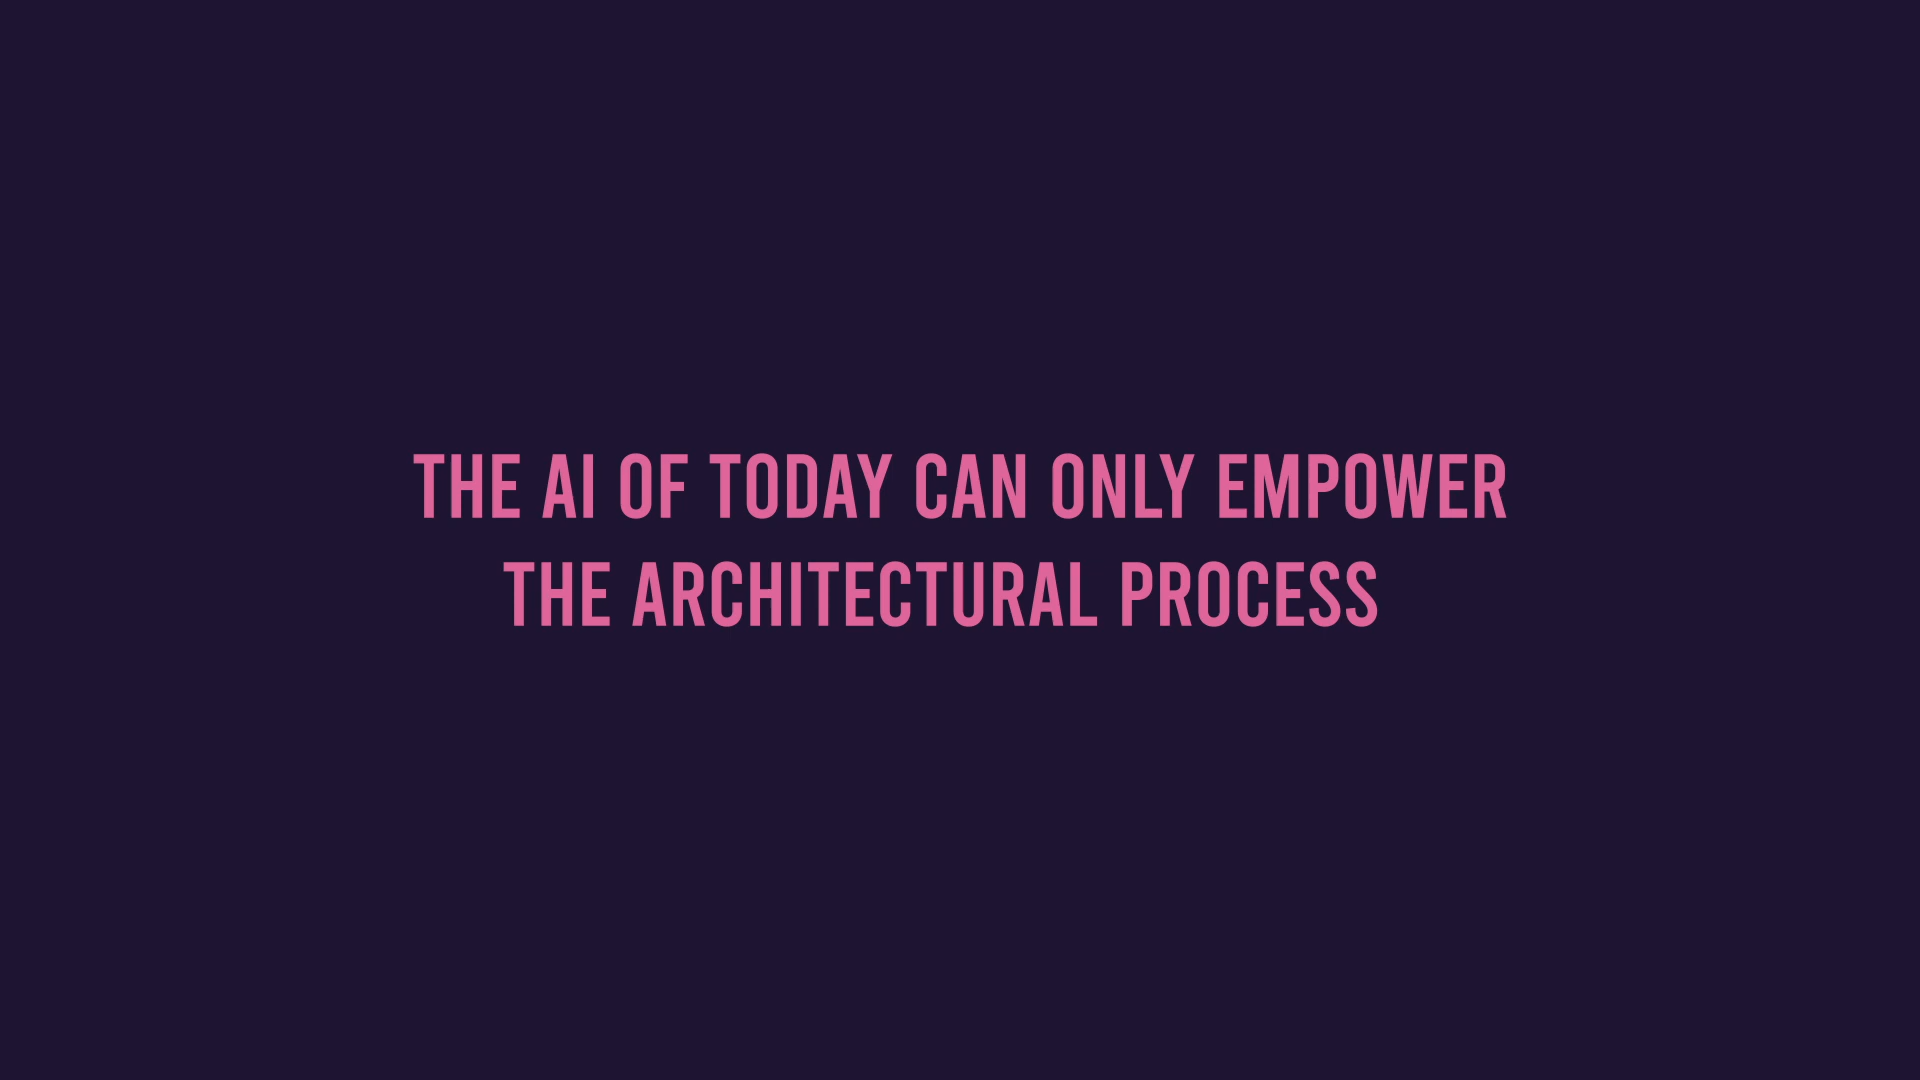 THE AI OF TODAY CAN ONLY EMPOWER
THE ARCHITECTURAL PROCESS